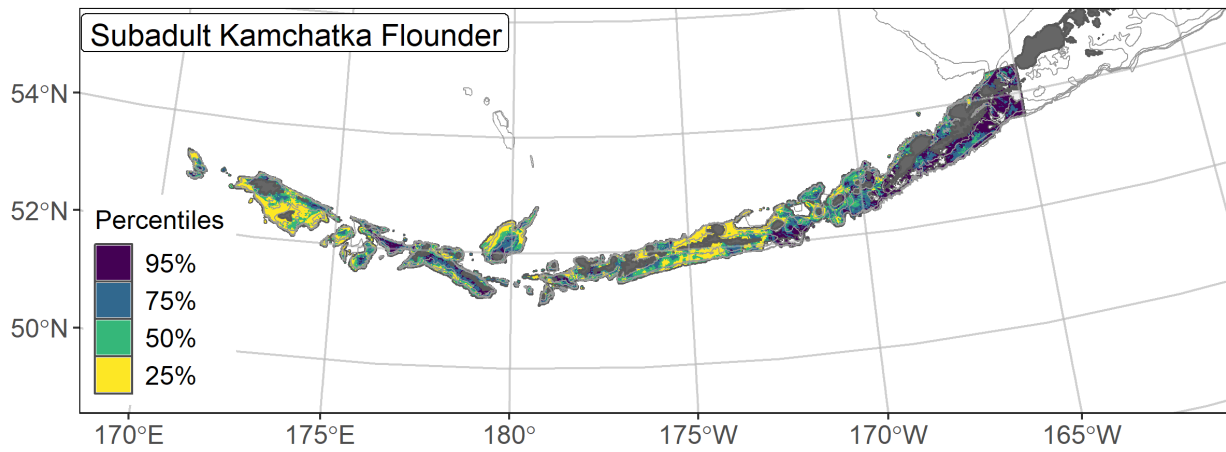 Subadult Kamchatka Flounder
54°N
52°N
50°N
Percentiles
95%
75%
50%
25%
170°E
175°E
180°
175°W
170°W
165°W